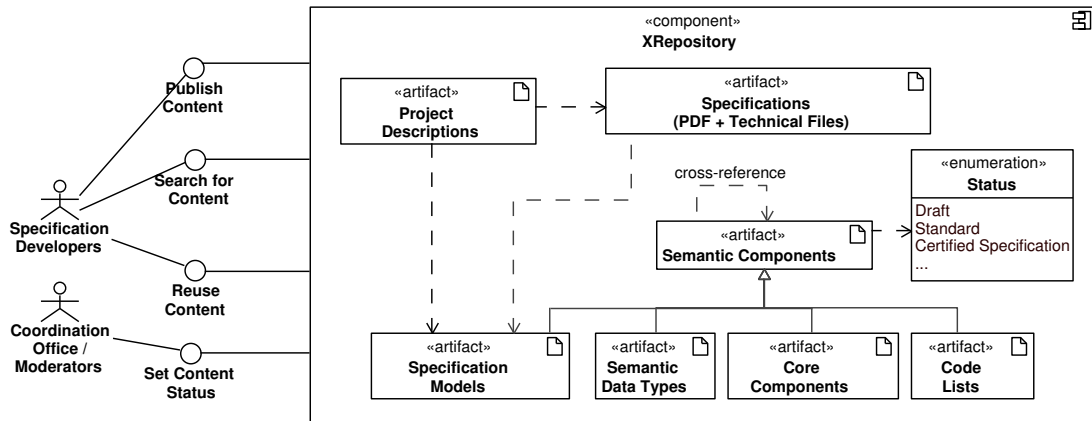 «component»
XRepository
Publish
Content
«artifact»
Project
Descriptions
«artifact»
Specifications
(PDF + Technical Files)
Search for
Content
cross-reference
«enumeration»
Status
Draft
Standard
Certified Specification
...
Specification
Developers
«artifact»
Semantic Components
Reuse
Content
Coordination
Office /
Moderators
Set Content
Status
«artifact»
Specification
Models
«artifact»
Semantic
Data Types
«artifact»
Core
Components
«artifact»
Code
Lists